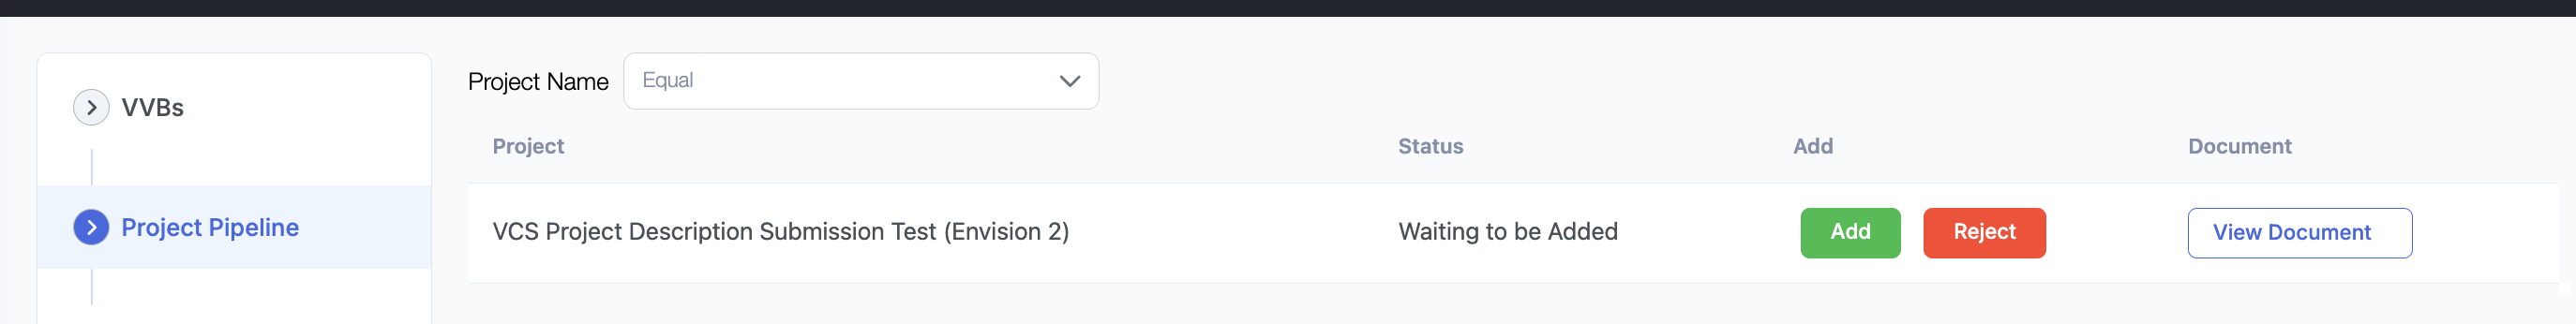 VVBs
Project Pipeline
Project Name Equal
Project Status Add Document
VCS Project Description Submission Test (Envision 2) Waiting to be Added Add Reject View Document